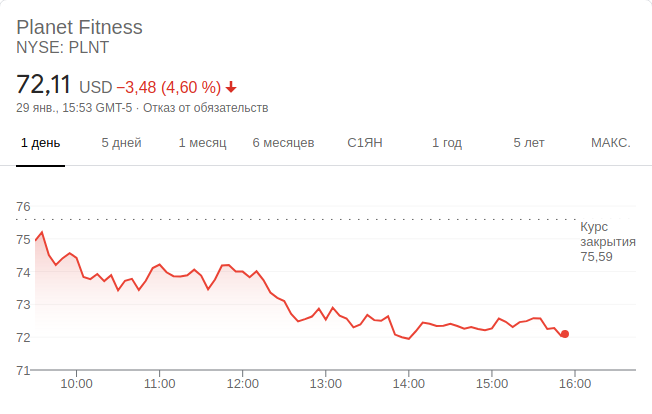 Planet Fitness
NYSE: PLNT
72,11 USD −3,48 (4,60 %)
29 янв., 15:53 GMT-5 · Отказ от обязательств
1 день 5 дней 1 месяц 6 месяцев С1ЯН 1 год 5 лет МАКС.
76
Курс
75
закрытия
75,59
74
73
72
71
10:00 11:00 12:00 13:00 14:00 15:00 16:00